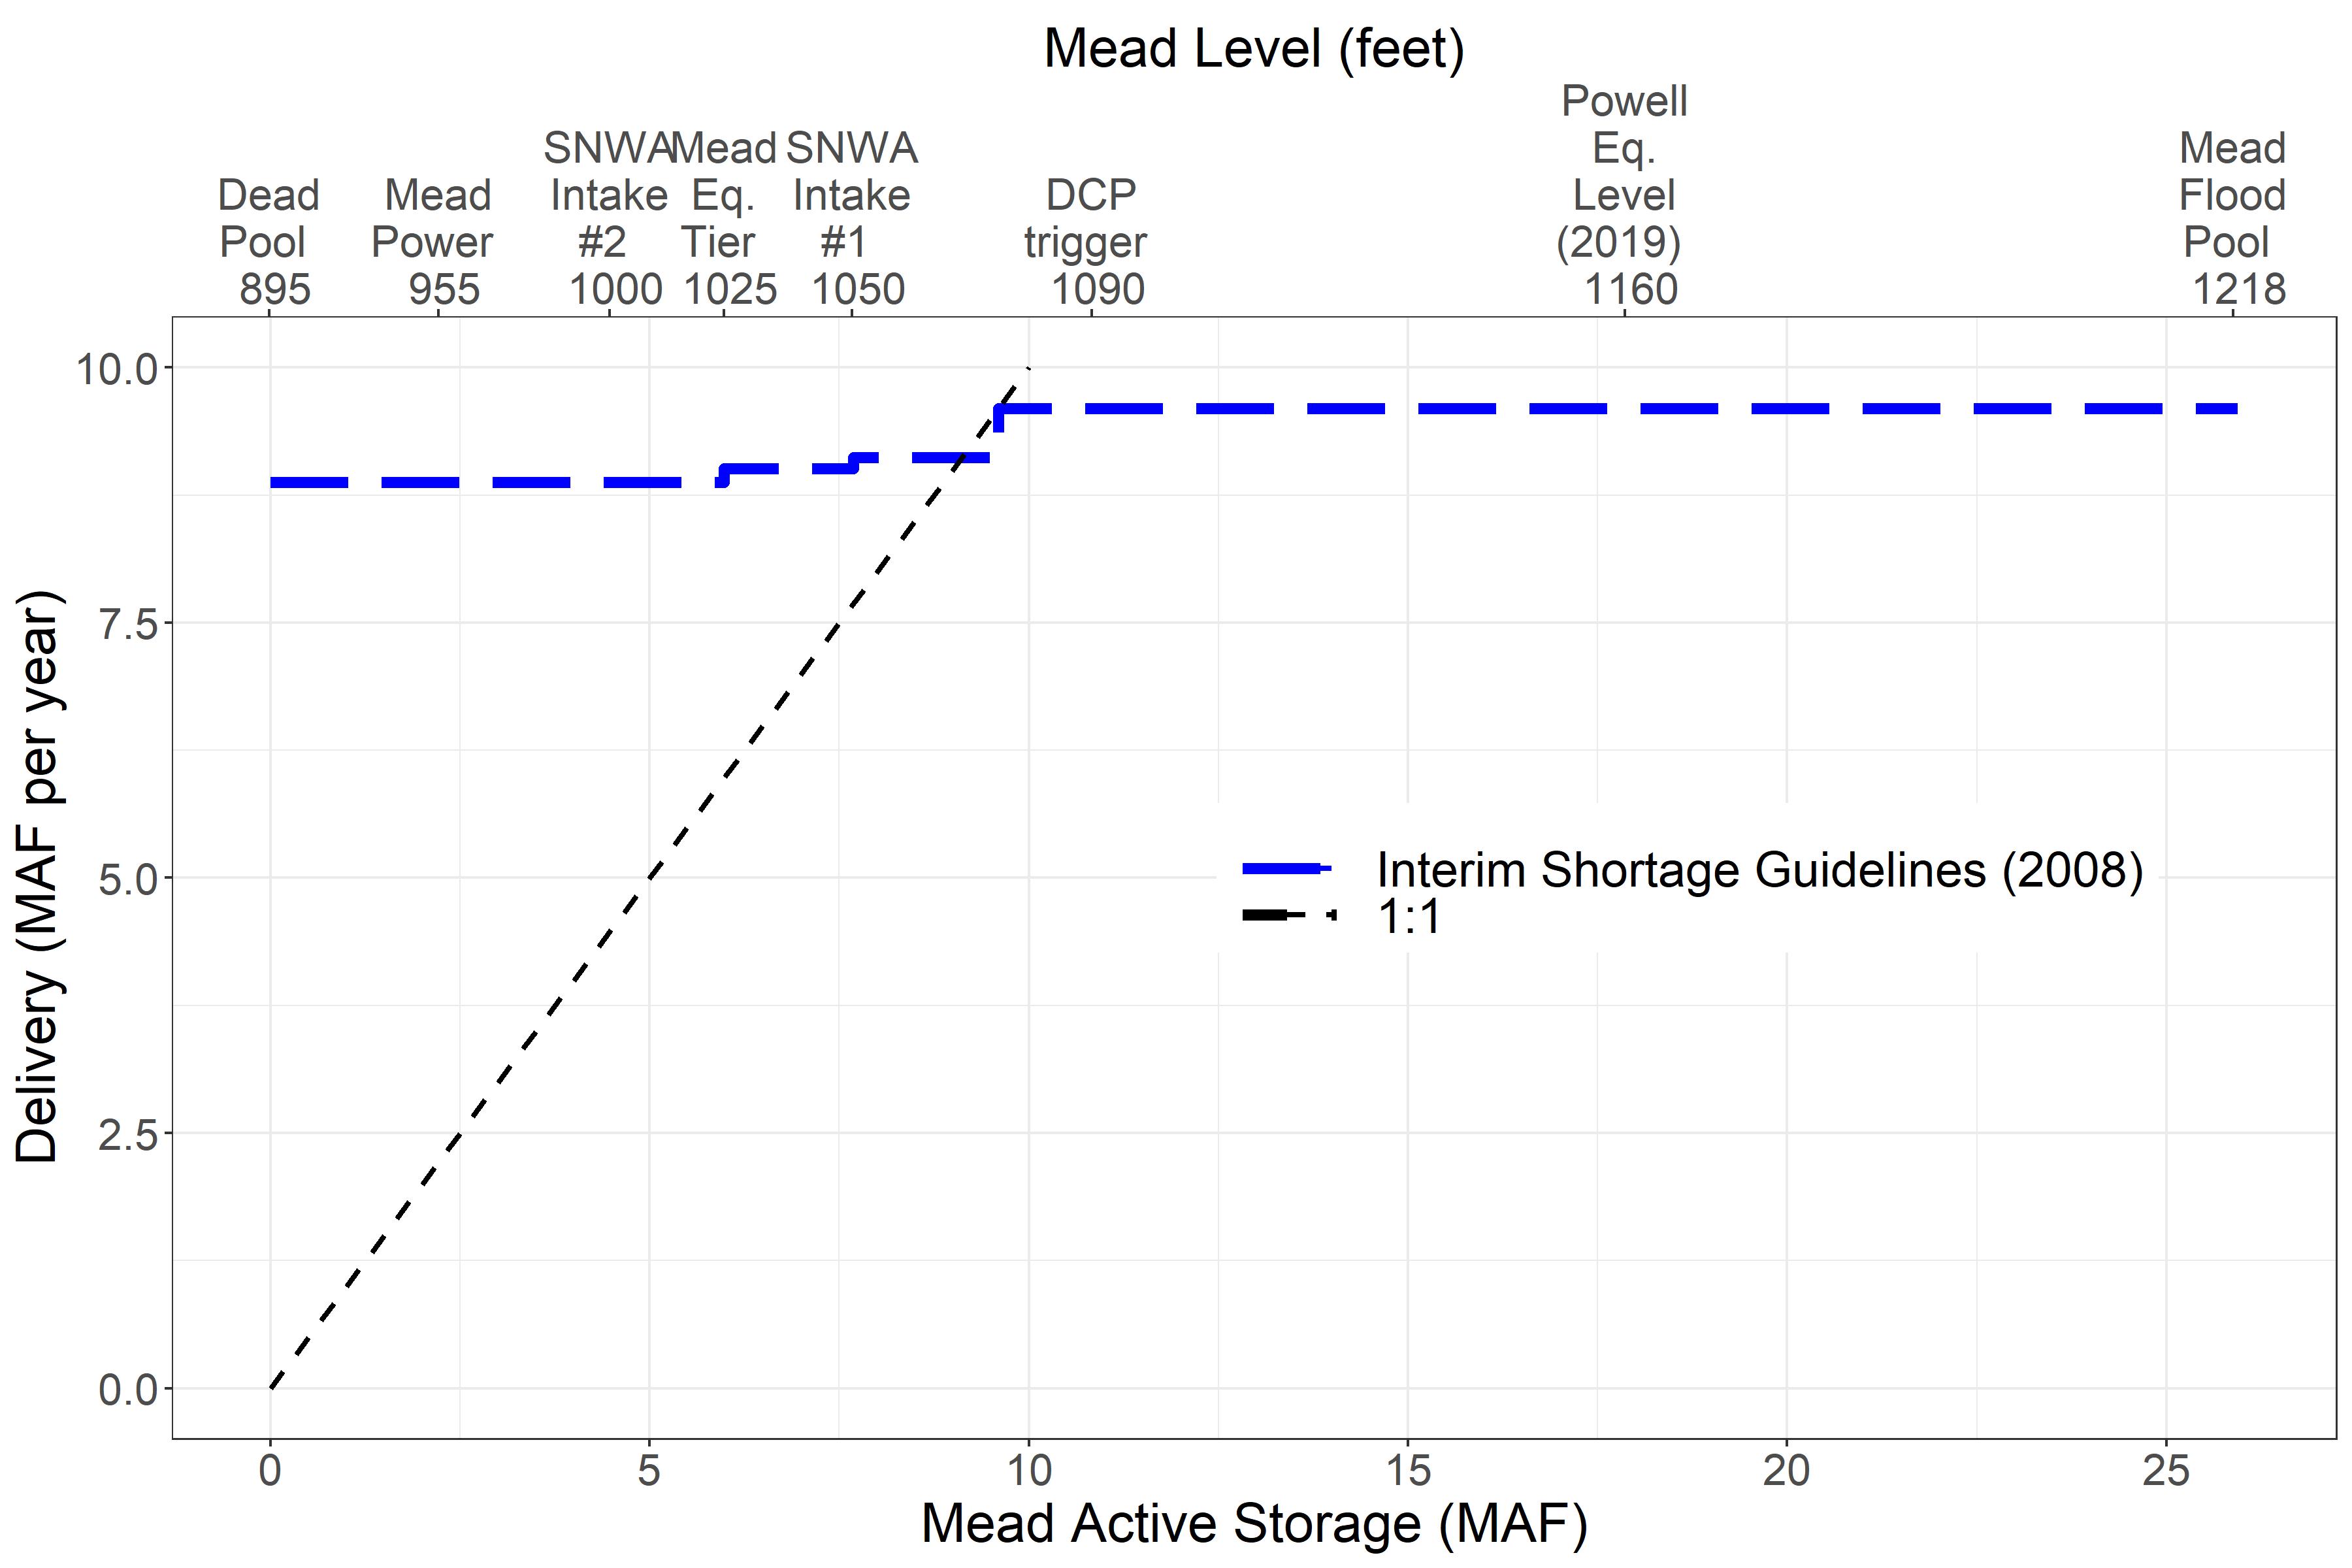 Mead Level (feet)
Dead
Pool
895
Mead
Power
955
SNWA
Intake
#2
1000
Mead
Eq.
Tier
1025
SNWA
Intake
#1
1050
DCP
trigger
1090
Powell
Eq.
Level
(2019)
1160
Mead
Flood
Pool
1218
Delivery (MAF per year)
10.0
7.5
5.0
2.5
0.0
Interim Shortage Guidelines (2008)
1:1
0 5 10 15 20 25
Mead Active Storage (MAF)